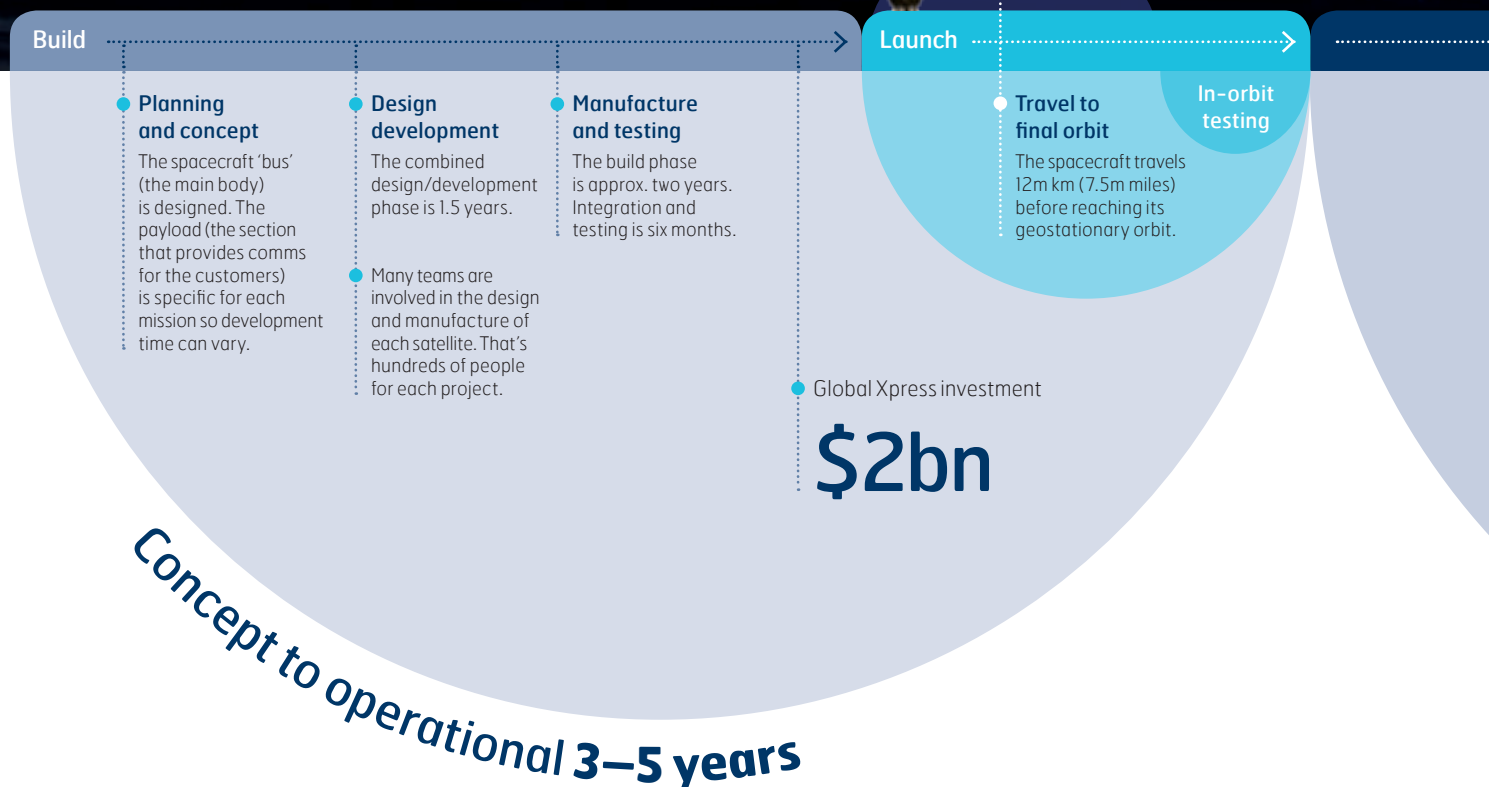 Build
Planning
and concept
The spacecraft ‘bus’
(the main body)
is designed. The
payload (the section
that provides comms
for the customers)
is specific for each
mission so development
time can vary.
Design
development
The combined
design/development
phase is 1.5 years.
Many teams are
involved in the design
and manufacture of
each satellite. That’s
hundreds of people
for each project.
Manufacture
and testing
The build phase
is approx. two years.
Integration and
testing is six months.
Global Xpress investment
$2bn
Launch
Travel to
final orbit
The spacecraft travels
12m km (7.5m miles)
before reaching its
geostationary orbit.
In-orbit
testing
Concept to operational 3–5 years